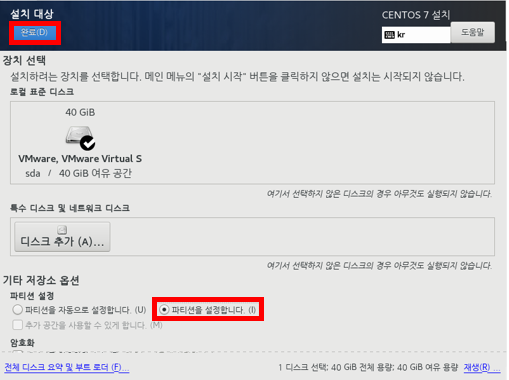 설치 대상
CENTOS 7 설치
완료(D)
kr
도움말
장치 선택
설치하려는 장치를 선택합니다. 메인 메뉴의 "설치 시작" 버튼을 클릭하지 않으면 설치는 시작되지 않습니다.
로컬 표준 디스크
40 GiB
VMware, VMware Virtual S
sda / 40 GiB 여유 공간
여기서 선택하지 않은 디스크의 경우 아무것도 실행되지 않습니다.
특수 디스크 및 네트워크 디스크
디스크 추가 (A)...
여기서 선택하지 않은 디스크의 경우 아무것도 실행되지 않습니다.
기타 저장소 옵션
파티션 설정
파티션을 자동으로 설정합니다. (U)
파티션을 설정합니다. (I)
추가 공간을 사용할 수 있게 합니다. (M)
암호화
전체 디스크 요약 및 부트 로더 (F)...
1 디스크 선택; 40 GiB 전체 용량; 40 GiB 여유 용량
재생(R) ...